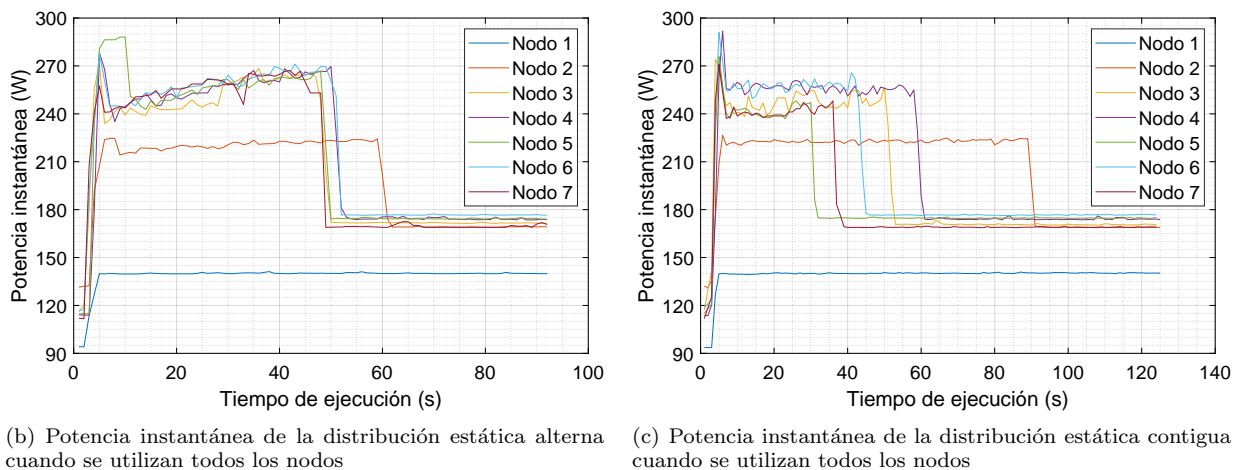 300
270
240
210
180
150
120
90
Potencia instantánea (W)
0
20
40
60
80
100
Tiempo de ejecución (s)
Nodo 1
Nodo 2
Nodo 3
Nodo 4
Nodo 5
Nodo 6
Nodo 7
(b) Potencia instantánea de la distribución estática alterna
cuando se utilizan todos los nodos
300
270
240
210
180
150
120
90
Potencia instantánea (W)
0
20
40
60
80
100
120
140
Tiempo de ejecución (s)
Nodo 1
Nodo 2
Nodo 3
Nodo 4
Nodo 5
Nodo 6
Nodo 7
(c) Potencia instantánea de la distribución estática contigua
cuando se utilizan todos los nodos